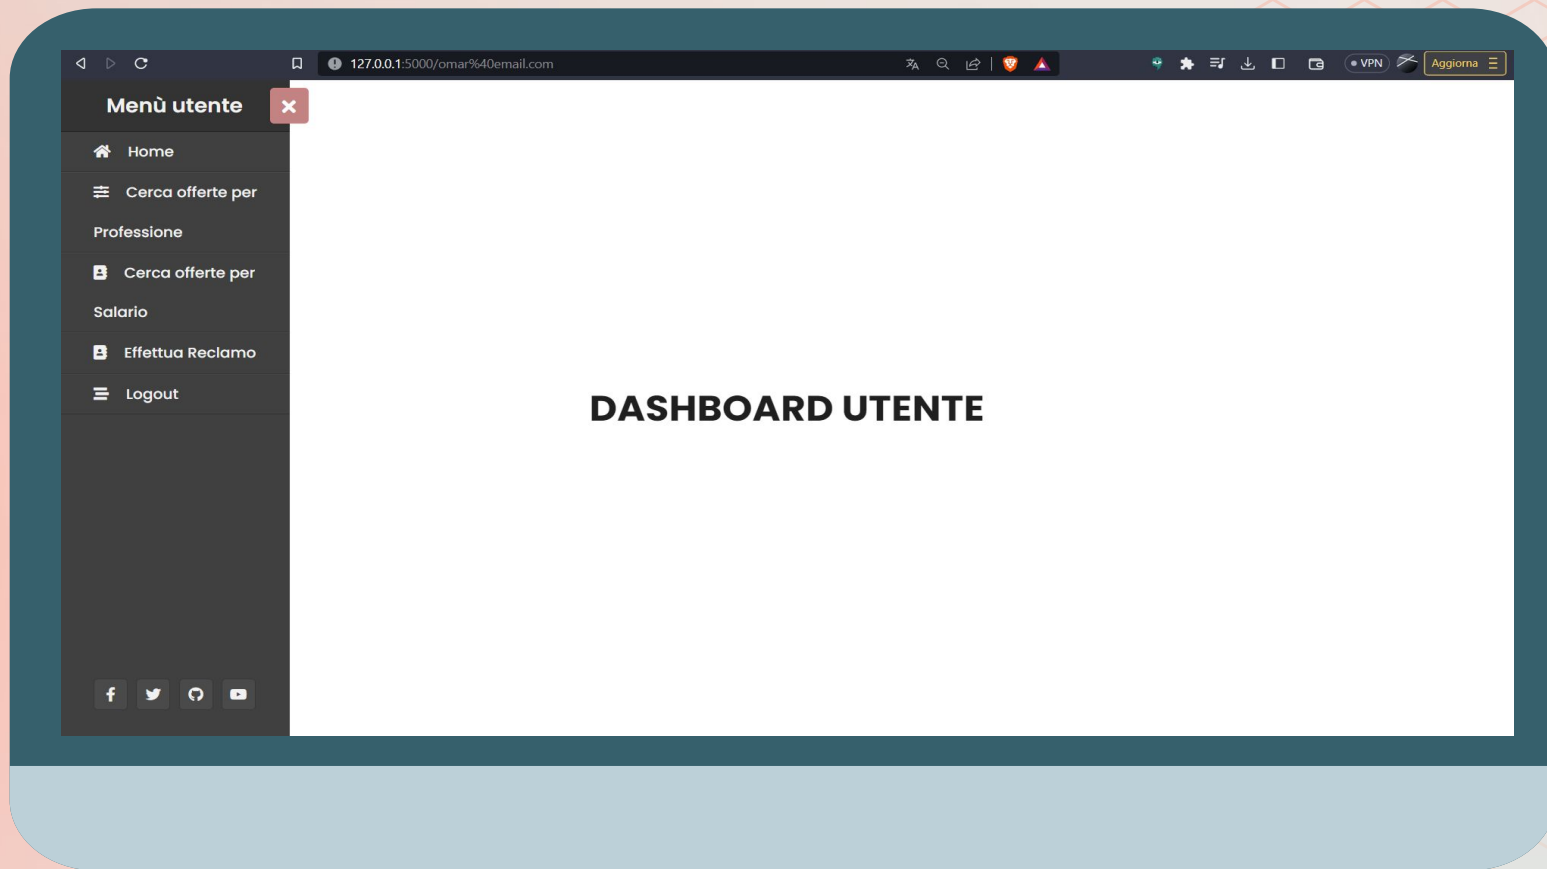 127.0.0.1:5000/omar%40email.com
VPN
Aggiorna
Menù utente
Home
Cerca offerte per
Professione
Cerca offerte per
Salario
Effettua Reclamo
Logout
DASHBOARD UTENTE